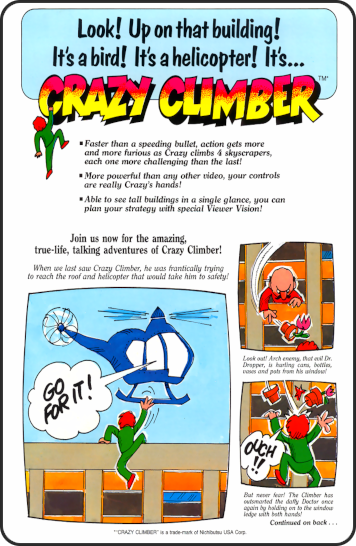 Look! Up on that building!
It's a bird! It's a helicopter! It's...
CRAZY CLIMBER™
▪ Faster than a speeding bullet, action gets more
and more furious as Crazy climbs 4 skyscrapers,
each one more challenging than the last!
▪ More powerful than any other video, your controls
are really Crazy's hands!
▪ Able to see tall buildings in a single glance, you can
plan your strategy with special Viewer Vision!
Join us now for the amazing,
true-life, talking adventures of Crazy Climber!
When we last saw Crazy Climber, he was frantically trying
to reach the roof and helicopter that would take him to safety!
GO
FOR IT!
Look out! Arch enemy, that evil Dr.
Dropper, is hurling cans, bottles,
vases and pots from his window!
OUCH
!!
But never fear! The Climber has
outsmarted the daffy Doctor once
again by holding on to the window
ledge with both hands!
Continued on back . . .
"CRAZY CLIMBER" is a trade-mark of Nichibutsu USA Corp.